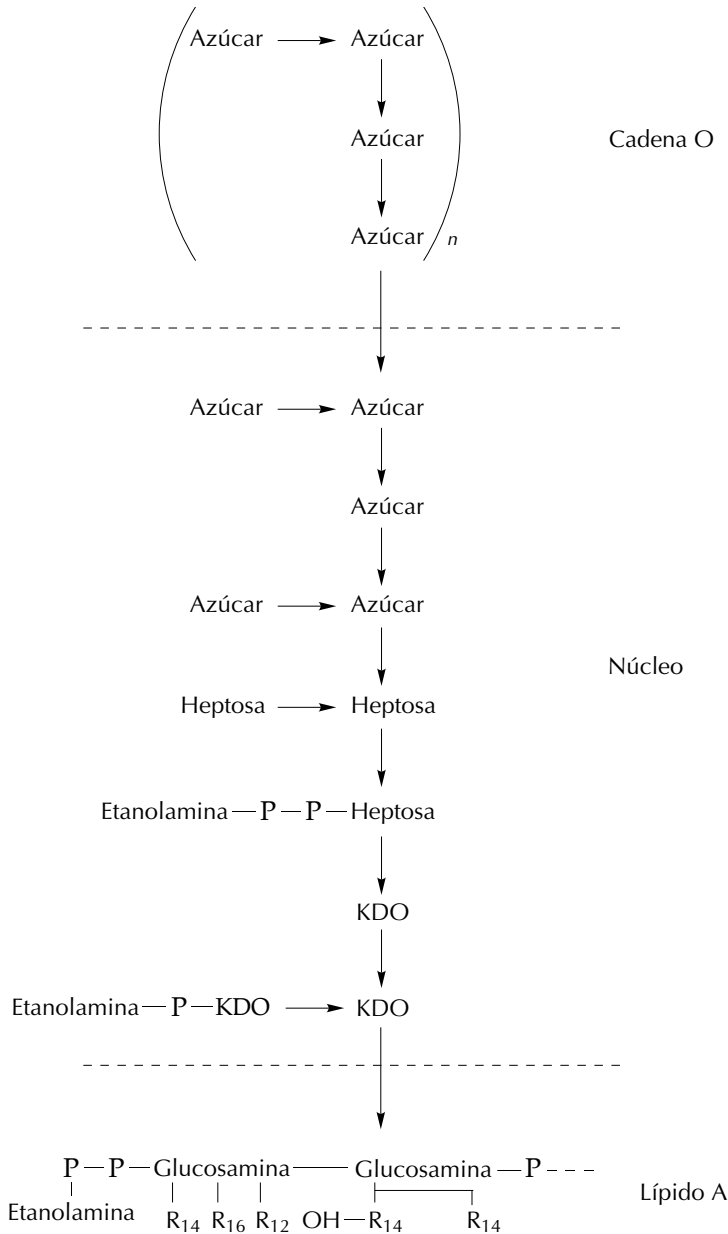 Azúcar Azúcar
Azúcar
Cadena O
Azúcar n
Azúcar Azúcar
Azúcar
Azúcar Azúcar
Núcleo
Heptosa Heptosa
Etanolamina — P — P — Heptosa
KDO
Etanolamina — P — KDO KDO
P — P — Glucosamina — Glucosamina — P - - -
Lípido A
Etanolamina R14 R16 R12 OH — R14 R14